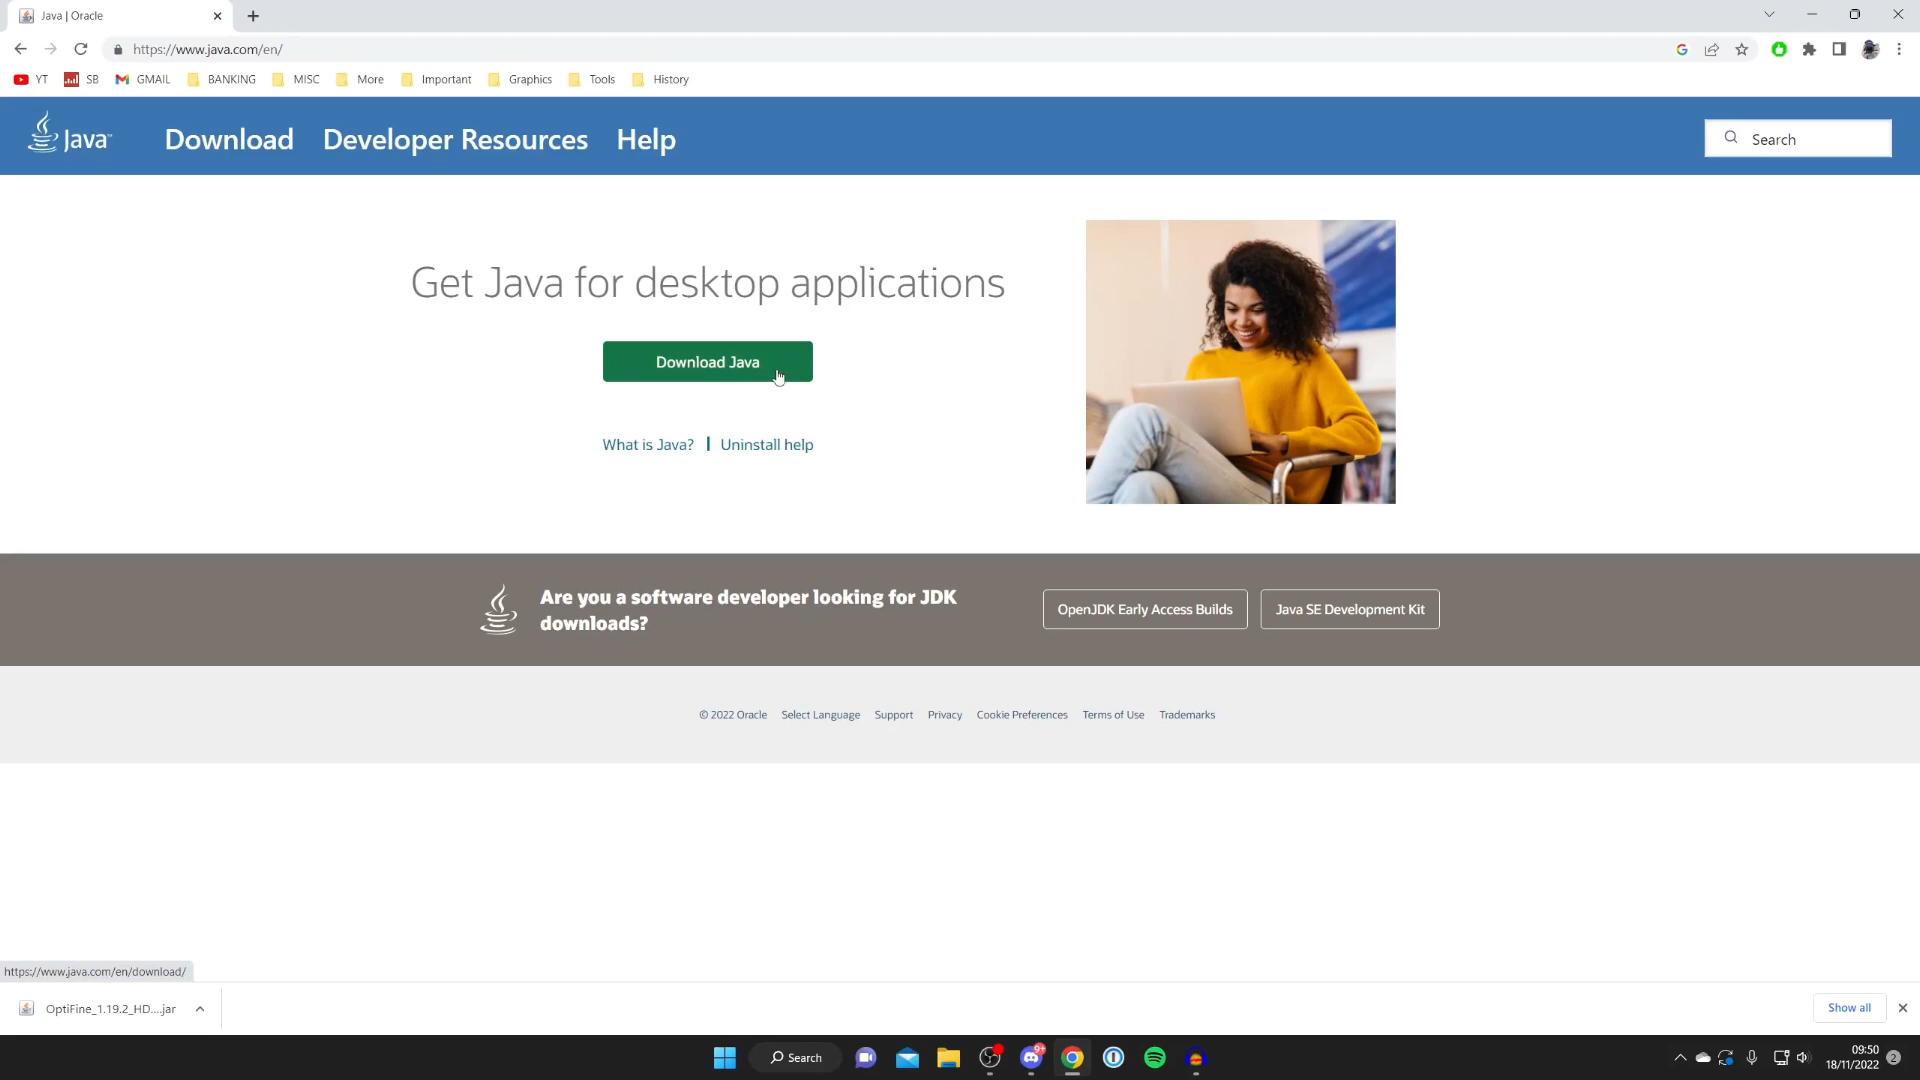 Java | Oracle
https://www.java.com/en/
YT SB GMAIL BANKING MISC More Important Graphics Tools History
Java™ Download Developer Resources Help Search
Get Java for desktop applications
Download Java
What is Java? | Uninstall help
Are you a software developer looking for JDK
downloads?
OpenJDK Early Access Builds Java SE Development Kit
© 2022 Oracle Select Language Support Privacy Cookie Preferences Terms of Use Trademarks
https://www.java.com/en/download/
OptiFine_1.19.2_HD....jar Show all
Search 9+ 09:50
18/11/2022 2